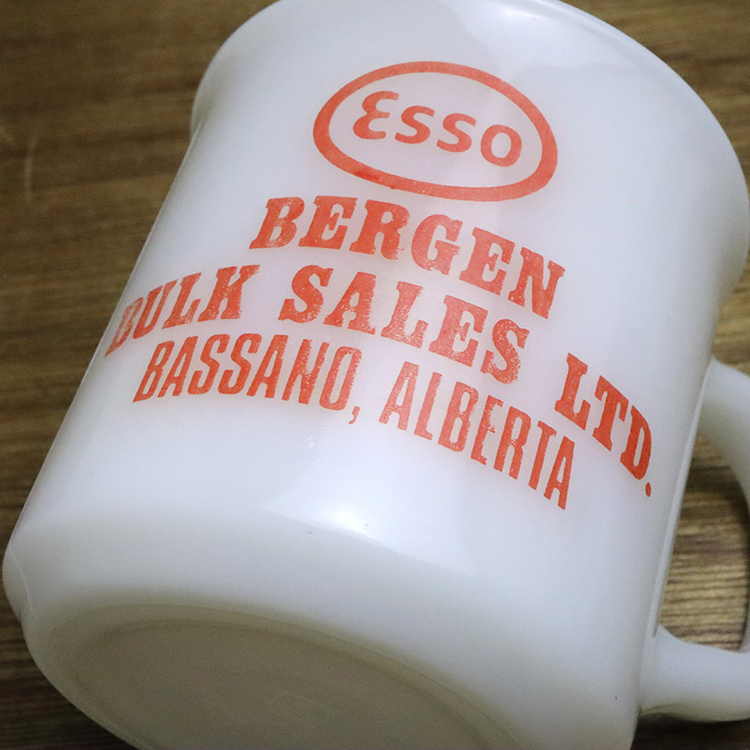 Esso
BERGEN
BULK SALES LTD.
BASSANO, ALBERTA